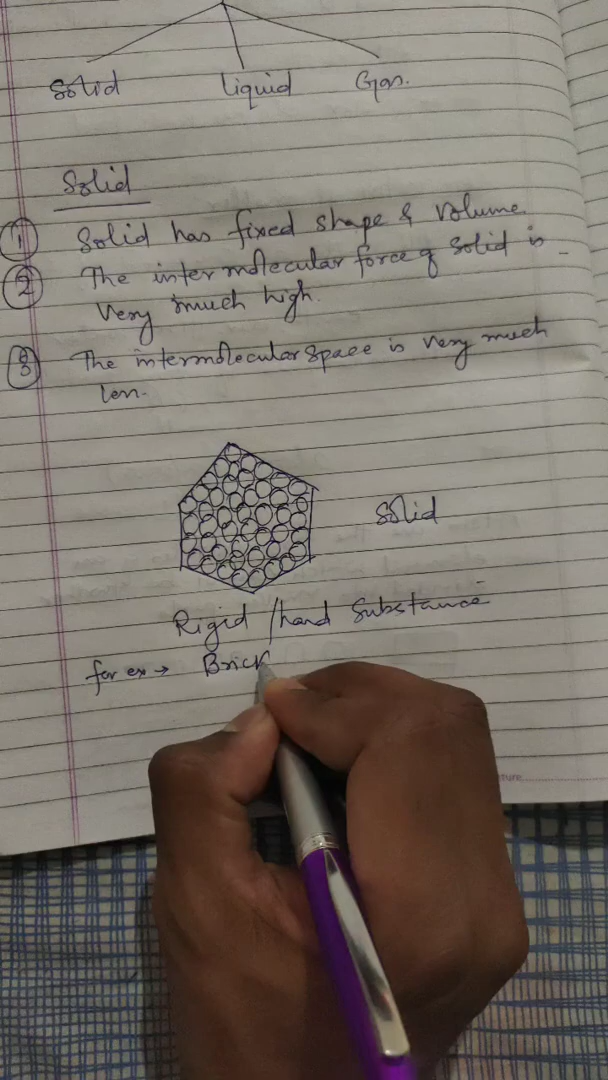 Solid Liquid Gas.
Solid
① Solid has fixed shape & volume
② The intermolecular force of solid is
very much high.
③ The intermolecular space is very much
less.
Solid
Rigid / hard Substance
for ex → Brick